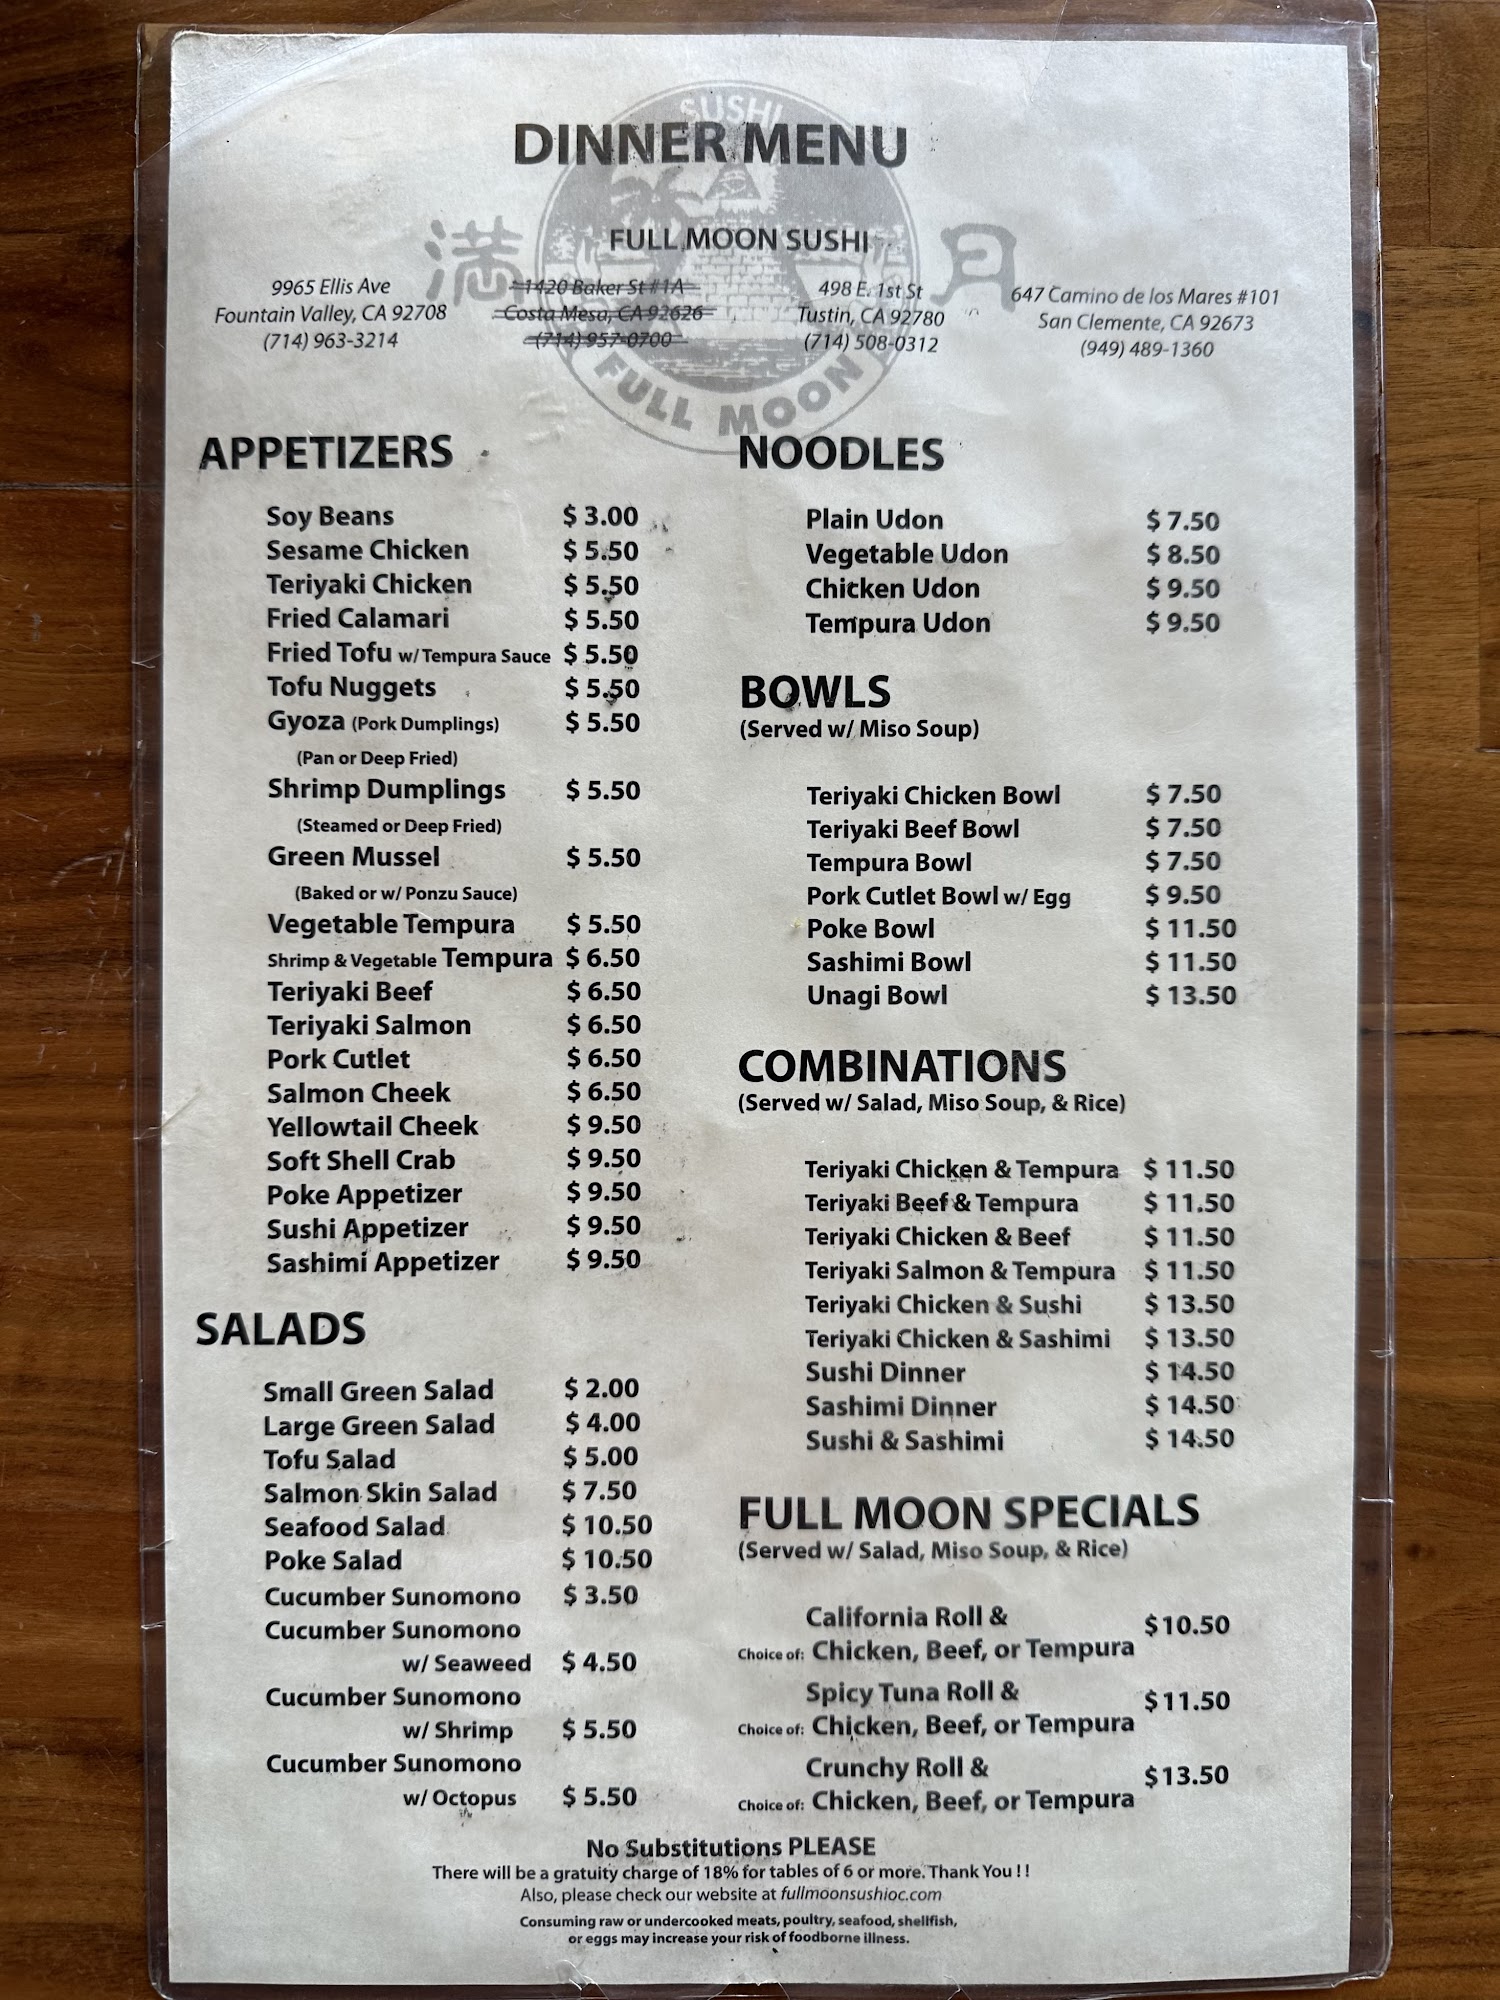 SUSHI
DINNER MENU
満 月
FULL MOON SUSHI
9965 Ellis Ave
Fountain Valley, CA 92708
(714) 963-3214
1420 Baker St #1A
Costa Mesa, CA 92626
(714) 957-0700
498 E. 1st St
Tustin, CA 92780
(714) 508-0312
647 Camino de los Mares #101
San Clemente, CA 92673
(949) 489-1360
FULL MOON
APPETIZERS
Soy Beans $ 3.00
Sesame Chicken $ 5.50
Teriyaki Chicken $ 5.50
Fried Calamari $ 5.50
Fried Tofu w/ Tempura Sauce $ 5.50
Tofu Nuggets $ 5.50
Gyoza (Pork Dumplings) $ 5.50
(Pan or Deep Fried)
Shrimp Dumplings $ 5.50
(Steamed or Deep Fried)
Green Mussel $ 5.50
(Baked or w/ Ponzu Sauce)
Vegetable Tempura $ 5.50
Shrimp & Vegetable Tempura $ 6.50
Teriyaki Beef $ 6.50
Teriyaki Salmon $ 6.50
Pork Cutlet $ 6.50
Salmon Cheek $ 6.50
Yellowtail Cheek $ 9.50
Soft Shell Crab $ 9.50
Poke Appetizer $ 9.50
Sushi Appetizer $ 9.50
Sashimi Appetizer $ 9.50
SALADS
Small Green Salad $ 2.00
Large Green Salad $ 4.00
Tofu Salad $ 5.00
Salmon Skin Salad $ 7.50
Seafood Salad $ 10.50
Poke Salad $ 10.50
Cucumber Sunomono $ 3.50
Cucumber Sunomono
w/ Seaweed $ 4.50
Cucumber Sunomono
w/ Shrimp $ 5.50
Cucumber Sunomono
w/ Octopus $ 5.50
NOODLES
Plain Udon $ 7.50
Vegetable Udon $ 8.50
Chicken Udon $ 9.50
Tempura Udon $ 9.50
BOWLS
(Served w/ Miso Soup)
Teriyaki Chicken Bowl $ 7.50
Teriyaki Beef Bowl $ 7.50
Tempura Bowl $ 7.50
Pork Cutlet Bowl w/ Egg $ 9.50
Poke Bowl $ 11.50
Sashimi Bowl $ 11.50
Unagi Bowl $ 13.50
COMBINATIONS
(Served w/ Salad, Miso Soup, & Rice)
Teriyaki Chicken & Tempura $ 11.50
Teriyaki Beef & Tempura $ 11.50
Teriyaki Chicken & Beef $ 11.50
Teriyaki Salmon & Tempura $ 11.50
Teriyaki Chicken & Sushi $ 13.50
Teriyaki Chicken & Sashimi $ 13.50
Sushi Dinner $ 14.50
Sashimi Dinner $ 14.50
Sushi & Sashimi $ 14.50
FULL MOON SPECIALS
(Served w/ Salad, Miso Soup, & Rice)
California Roll & $10.50
Choice of: Chicken, Beef, or Tempura
Spicy Tuna Roll & $11.50
Choice of: Chicken, Beef, or Tempura
Crunchy Roll & $13.50
Choice of: Chicken, Beef, or Tempura
No Substitutions PLEASE
There will be a gratuity charge of 18% for tables of 6 or more. Thank You ! !
Also, please check our website at fullmoonsushioc.com
Consuming raw or undercooked meats, poultry, seafood, shellfish,
or eggs may increase your risk of foodborne illness.